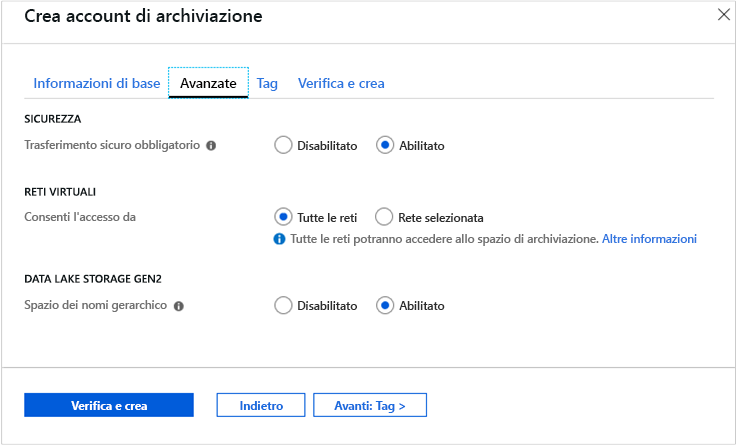 Crea account di archiviazione
Informazioni di base Avanzate Tag Verifica e crea
SICUREZZA
Trasferimento sicuro obbligatorio Disabilitato Abilitato
RETI VIRTUALI
Consenti l'accesso da Tutte le reti Rete selezionata
Tutte le reti potranno accedere allo spazio di archiviazione. Altre informazioni
DATA LAKE STORAGE GEN2
Spazio dei nomi gerarchico Disabilitato Abilitato
Verifica e crea Indietro Avanti: Tag >